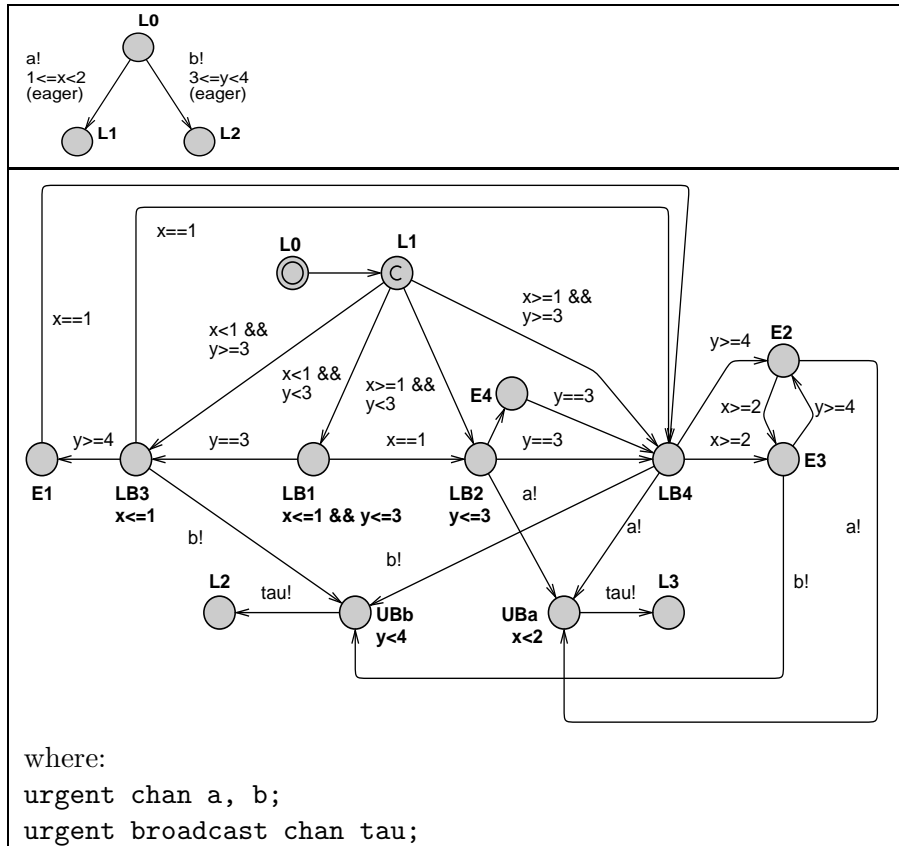 L0
a!
1<=x<2
(eager)
b!
3<=y<4
(eager)
L1
L2
x==1
L0
L1
C
x==1
x<1 &&
y>=3
x<1 &&
y<3
x>=1 &&
y<3
x>=1 &&
y>=3
E4
y==3
y>=4
E2
x>=2
y>=4
y>=4
y==3
x==1
y==3
x>=2
E1
LB3
x<=1
LB1
x<=1 && y<=3
LB2
y<=3
LB4
E3
a!
a!
a!
b!
b!
b!
L2
tau!
UBb
y<4
UBa
x<2
tau!
L3
where:
urgent chan a, b;
urgent broadcast chan tau;